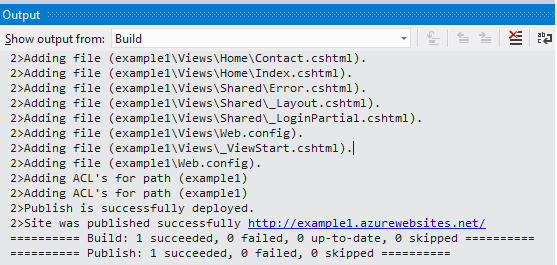 Output
Show output from: Build
2>Adding file (example1\Views\Home\Contact.cshtml).
2>Adding file (example1\Views\Home\Index.cshtml).
2>Adding file (example1\Views\Shared\Error.cshtml).
2>Adding file (example1\Views\Shared\_Layout.cshtml).
2>Adding file (example1\Views\Shared\_LoginPartial.cshtml).
2>Adding file (example1\Views\Web.config).
2>Adding file (example1\Views\_ViewStart.cshtml).
2>Adding file (example1\Web.config).
2>Adding ACL's for path (example1)
2>Adding ACL's for path (example1)
2>Publish is successfully deployed.
2>Site was published successfully http://example1.azurewebsites.net/
========== Build: 1 succeeded, 0 failed, 0 up-to-date, 0 skipped ==========
========== Publish: 1 succeeded, 0 failed, 0 skipped ==========